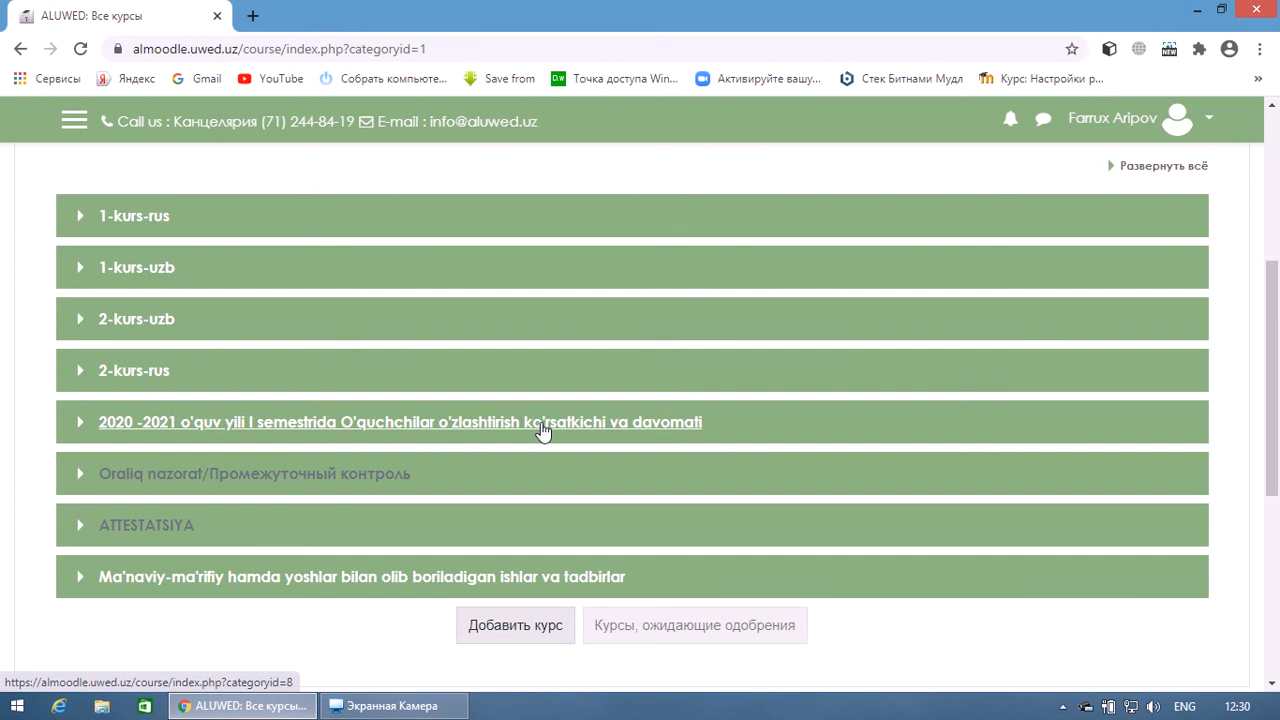 ALUWED: Все курсы
almoodle.uwed.uz/course/index.php?categoryid=1
Сервисы Яндекс Gmail YouTube Собрать компьюте... Save from D.W Точка доступа Win... Активируйте вашу... Стек Битнами Мудл Курс: Настройки р... »
Call us : Канцелярия (71) 244-84-19 E-mail : info@aluwed.uz Farrux Aripov
Развернуть всё
1-kurs-rus
1-kurs-uzb
2-kurs-uzb
2-kurs-rus
2020 -2021 o'quv yili I semestrida O'quchchilar o'zlashtirish ko'rsatkichi va davomati
Oraliq nazorat/Промежуточный контроль
ATTESTATSIYA
Ma'naviy-ma'rifiy hamda yoshlar bilan olib boriladigan ishlar va tadbirlar
Добавить курс Курсы, ожидающие одобрения
https://almoodle.uwed.uz/course/index.php?categoryid=8
ALUWED: Все курсы... Экранная Камера ENG 12:30